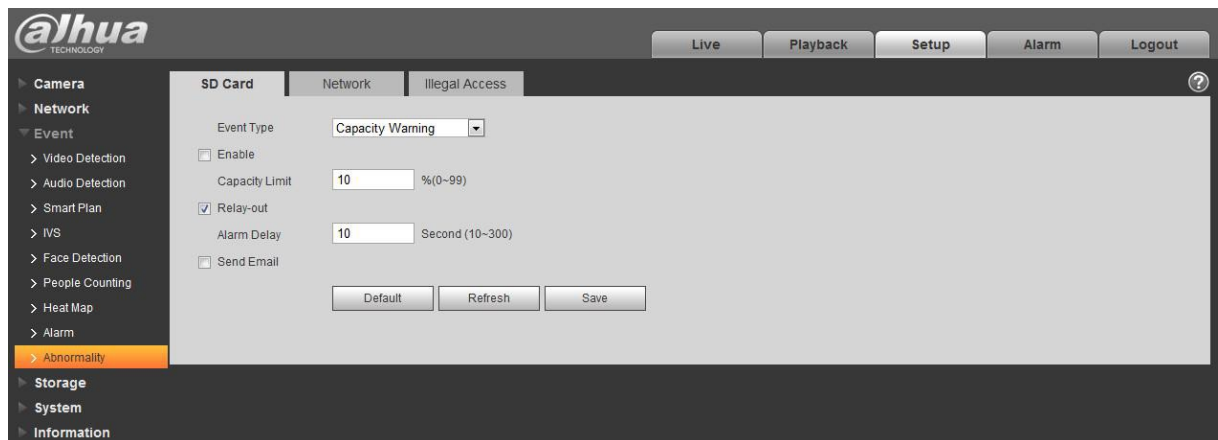 alhua
TECHNOLOGY
Live Playback Setup Alarm Logout
Camera
Network
Event
Video Detection
Audio Detection
Smart Plan
IVS
Face Detection
People Counting
Heat Map
Alarm
Abnormality
Storage
System
Information
SD Card Network Illegal Access
?
Event Type Capacity Warning
Enable
Capacity Limit 10 %(0~99)
Relay-out
Alarm Delay 10 Second (10~300)
Send Email
Default Refresh Save